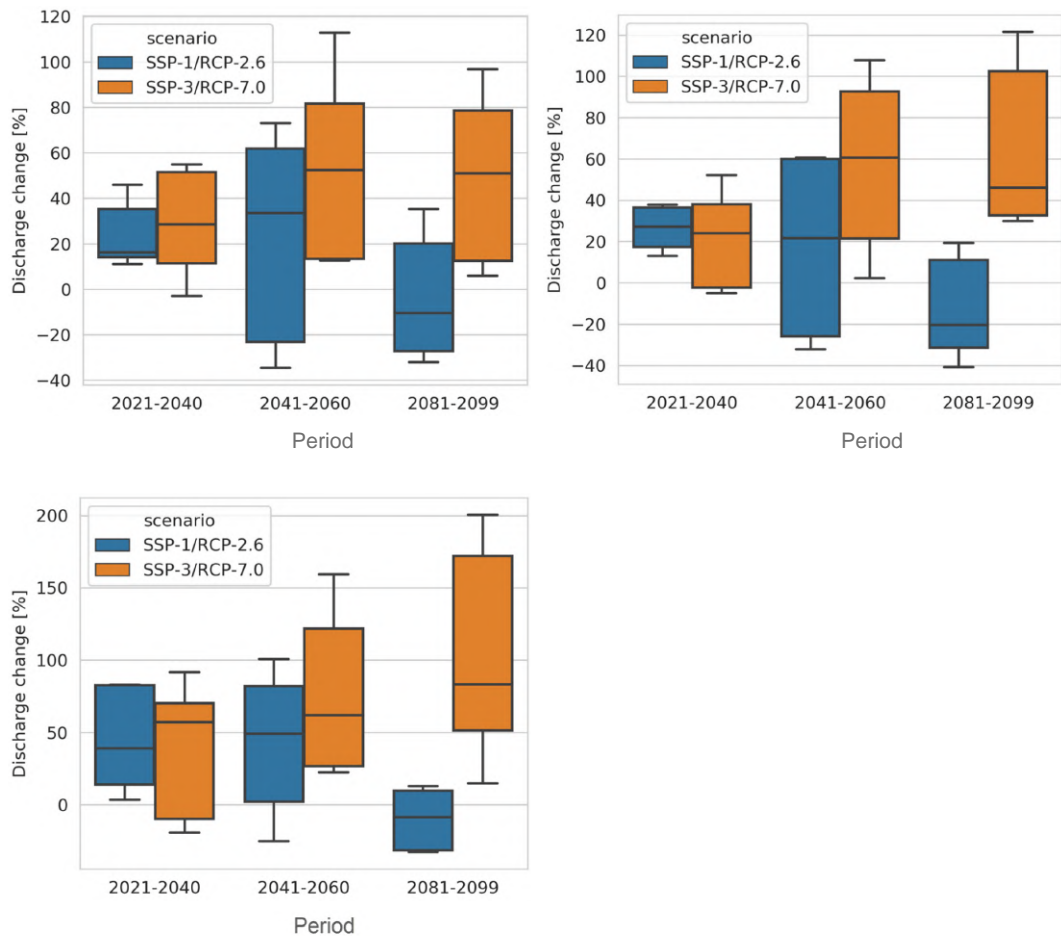 120
100
80
60
40
20
0
−20
−40
Discharge change [%]
scenario
SSP-1/RCP-2.6
SSP-3/RCP-7.0
2021-2040
2041-2060
2081-2099
Period
120
100
80
60
40
20
0
−20
−40
Discharge change [%]
scenario
SSP-1/RCP-2.6
SSP-3/RCP-7.0
2021-2040
2041-2060
2081-2099
Period
200
150
100
50
0
Discharge change [%]
scenario
SSP-1/RCP-2.6
SSP-3/RCP-7.0
2021-2040
2041-2060
2081-2099
Period